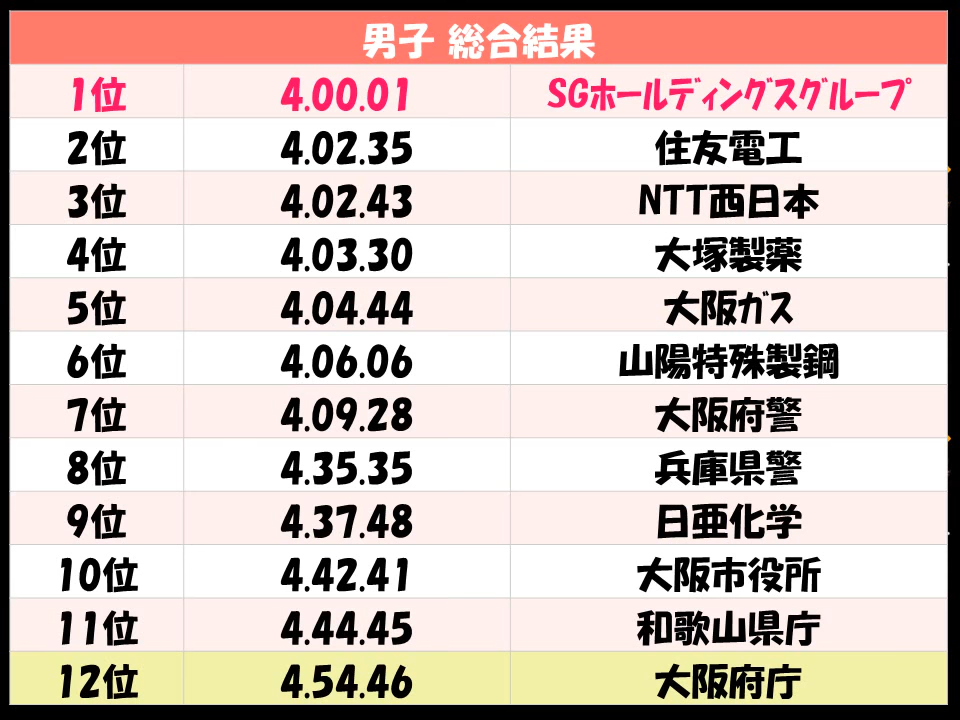 男子 総合結果
1位 4.00.01 SGホールディングスグループ
2位 4.02.35 住友電工
3位 4.02.43 NTT西日本
4位 4.03.30 大塚製薬
5位 4.04.44 大阪ガス
6位 4.06.06 山陽特殊製鋼
7位 4.09.28 大阪府警
8位 4.35.35 兵庫県警
9位 4.37.48 日亜化学
10位 4.42.41 大阪市役所
11位 4.44.45 和歌山県庁
12位 4.54.46 大阪府庁